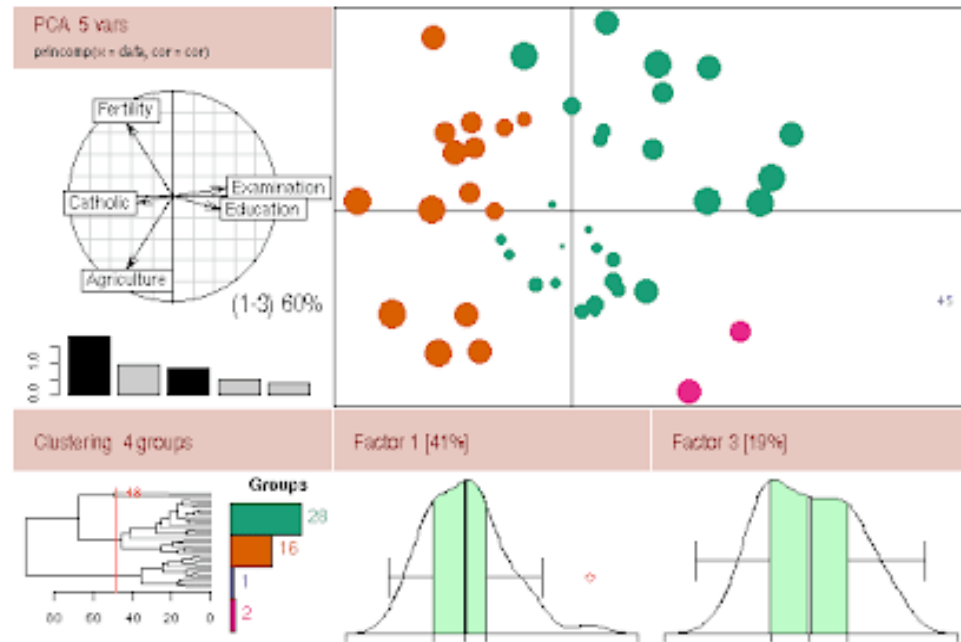 PCA 5 vars
princomp(x = data, cor = cor)
Fertility
Examination
Catholic
Education
Agriculture
(1-3) 60%
45
0.0 1.0
Clustering 4 groups
Factor 1 [41%]
Factor 3 [19%]
48
Groups
28
16
1
2
80 60 40 20 0